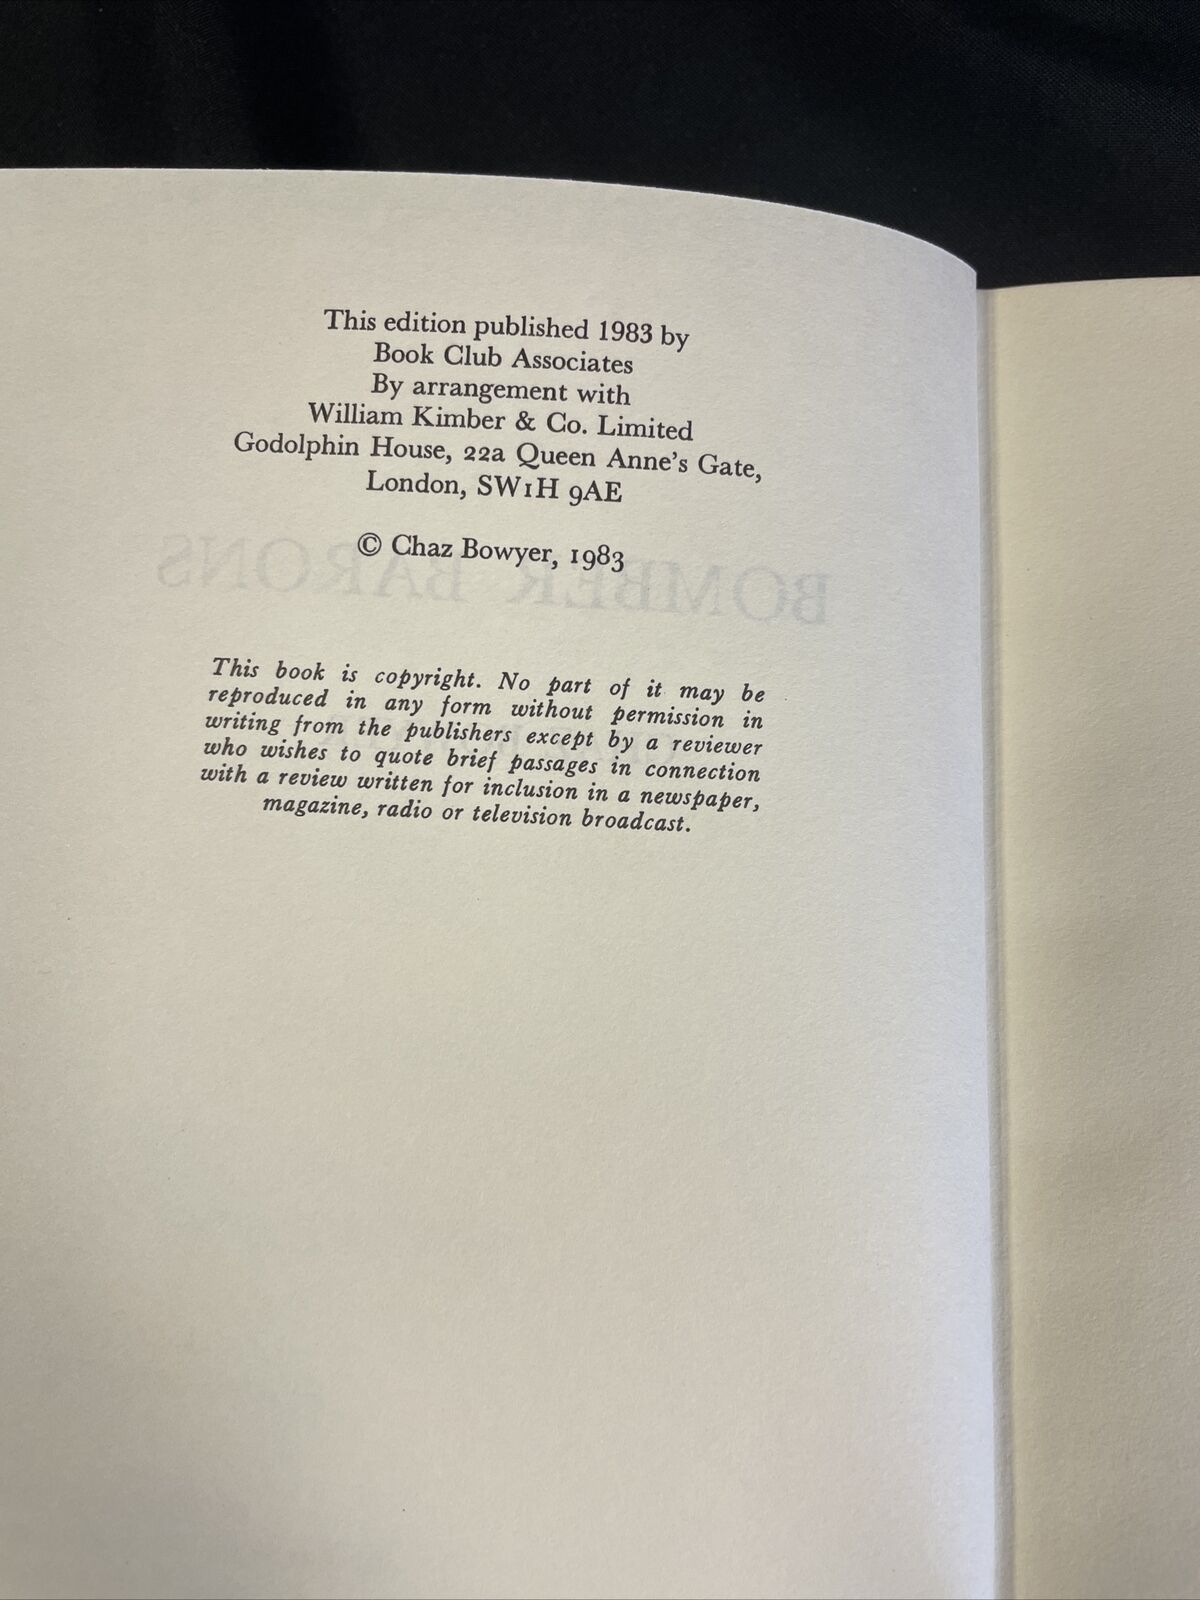 This edition published 1983 by
Book Club Associates
By arrangement with
William Kimber & Co. Limited
Godolphin House, 22a Queen Anne's Gate,
London, SW1H 9AE
© Chaz Bowyer, 1983
BOMBER BARONS
This book is copyright. No part of it may be
reproduced in any form without permission in
writing from the publishers except by a reviewer
who wishes to quote brief passages in connection
with a review written for inclusion in a newspaper,
magazine, radio or television broadcast.